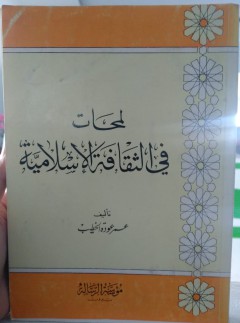 لمحات
في الثقافة الإسلامية
تأليف
عمر عودة الخطيب
مؤسسة الرسالة